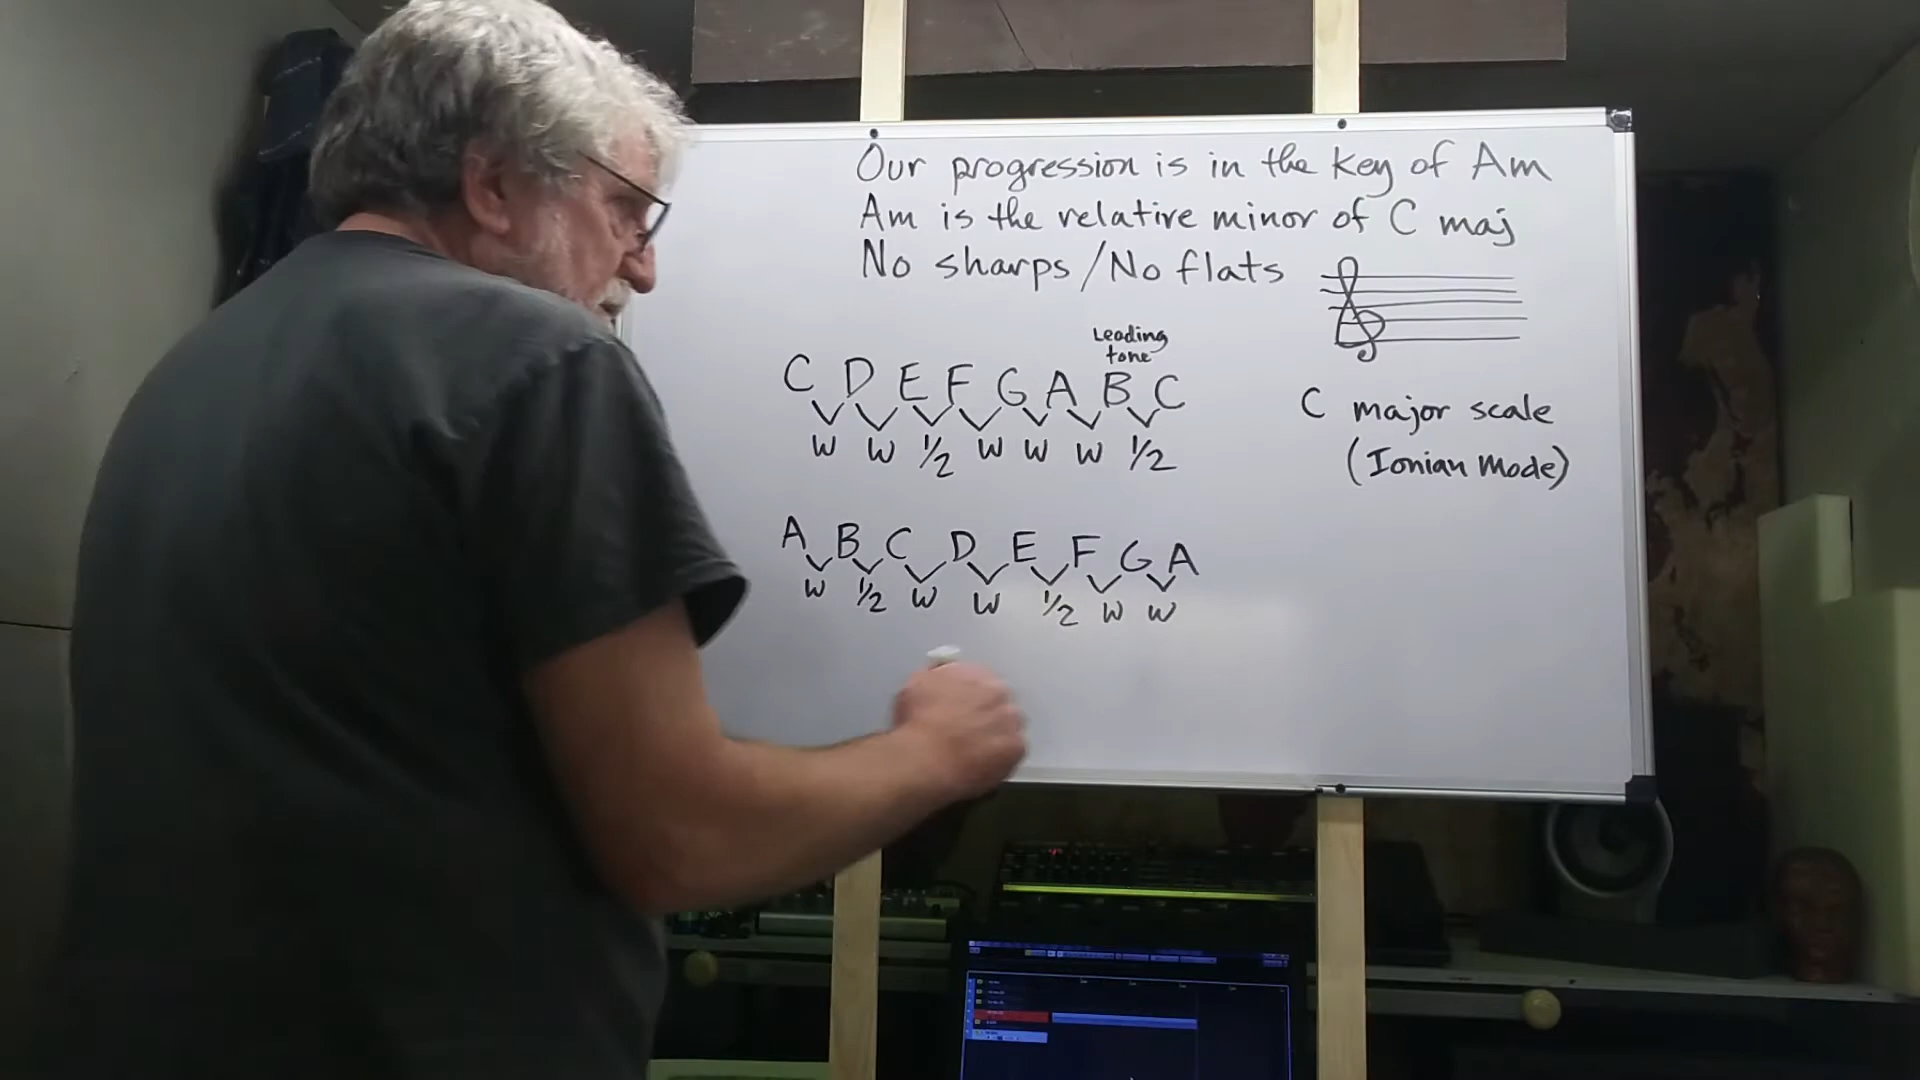 Our progression is in the key of Am
Am is the relative minor of C maj
No sharps/No flats
Leading
tone
C D E F G A B C
W W 1/2 W W W 1/2
C major scale
(Ionian Mode)
A B C D E F G A
W 1/2 W W 1/2 W W